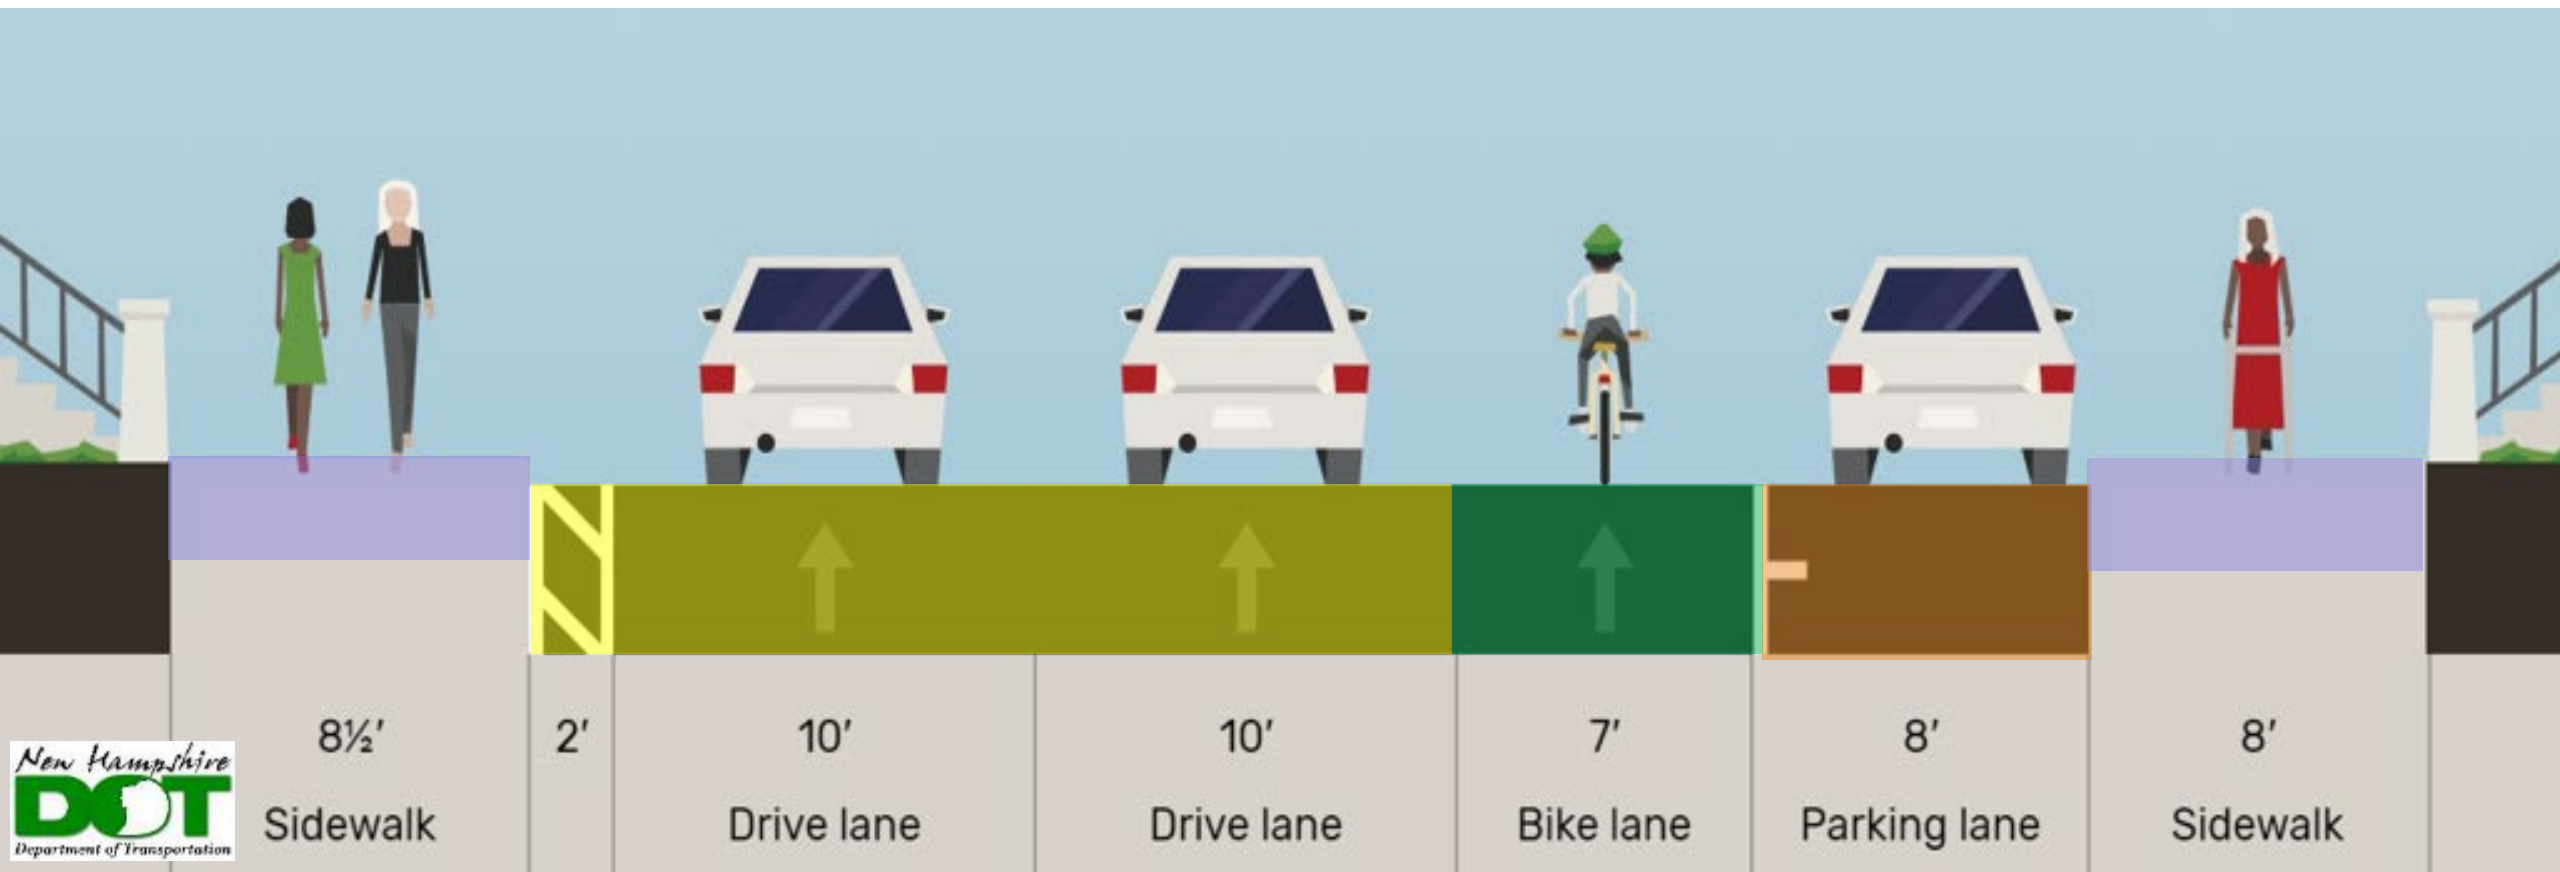 8½′ 2′ 10′ 10′ 7′ 8′ 8′
Sidewalk Drive lane Drive lane Bike lane Parking lane Sidewalk
New Hampshire
DOT
Department of Transportation